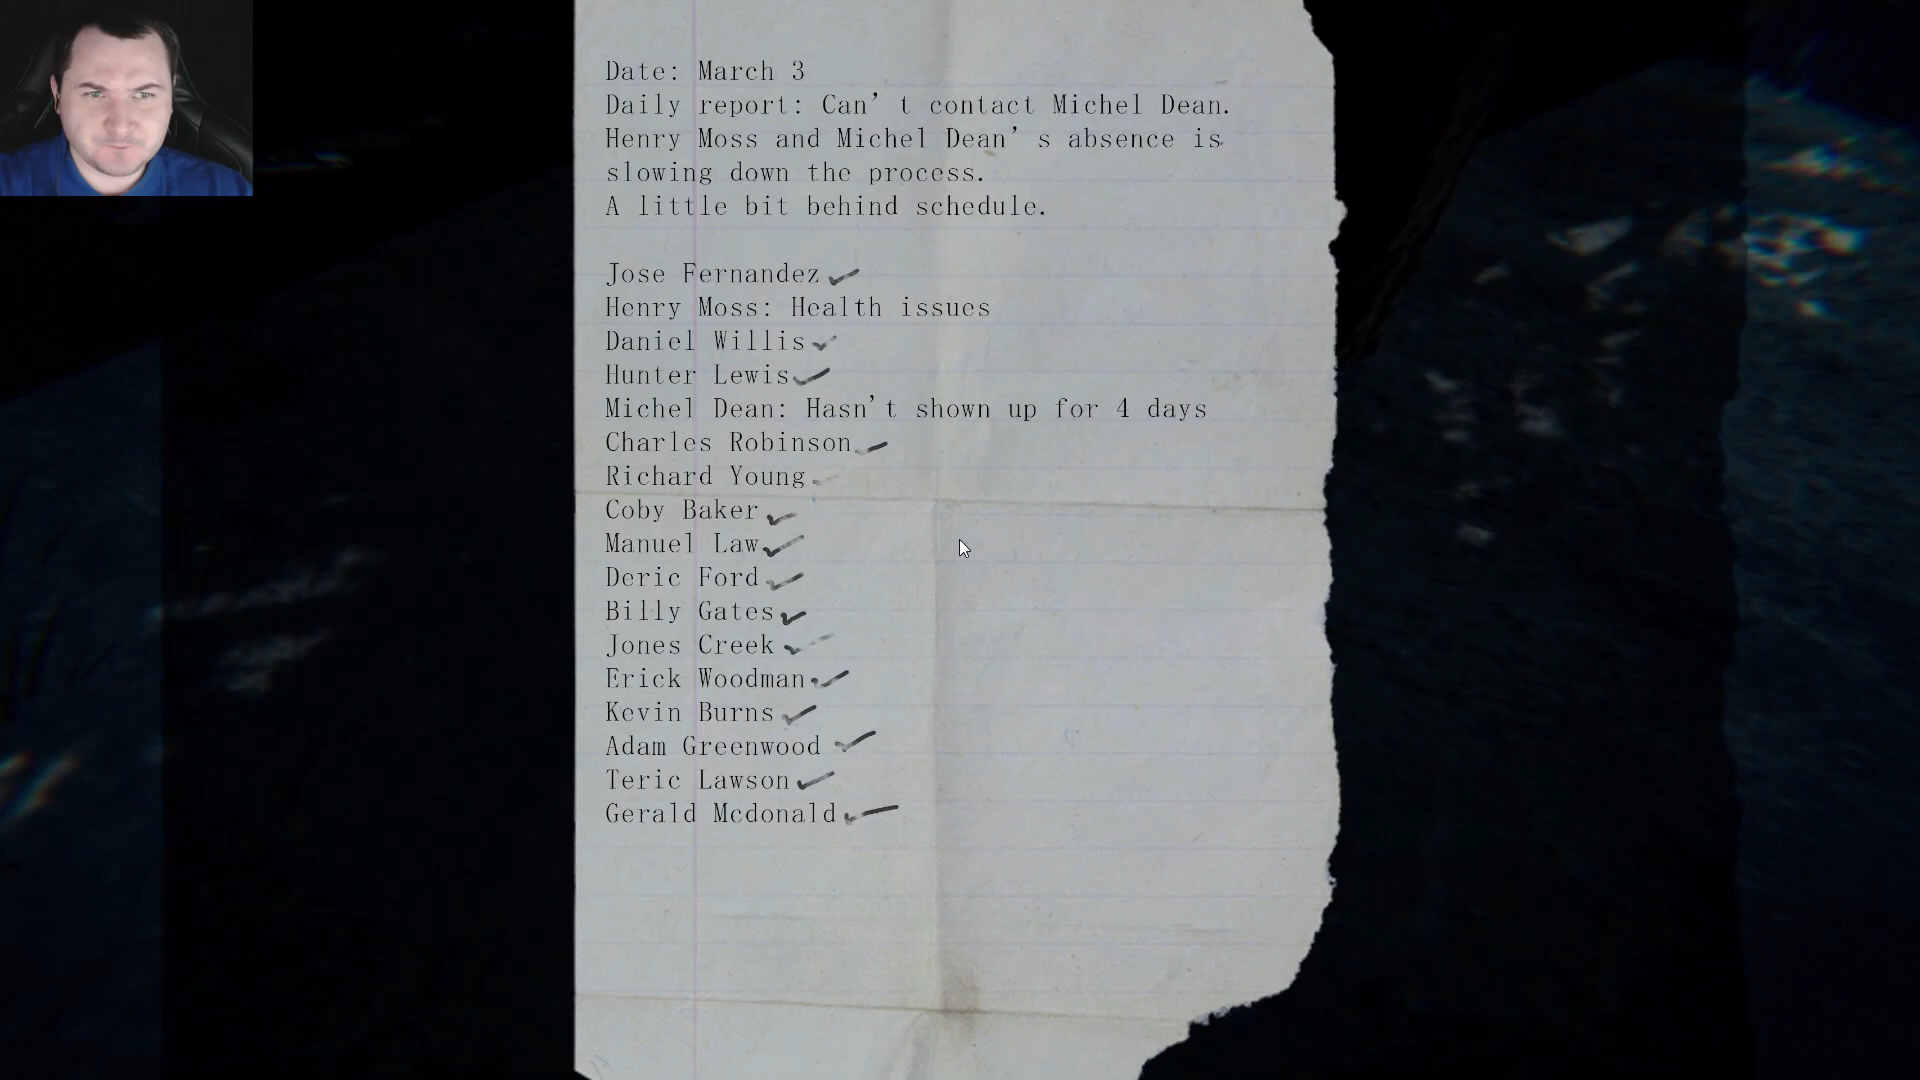 Date: March 3
Daily report: Can’t contact Michel Dean.
Henry Moss and Michel Dean’s absence is
slowing down the process.
A little bit behind schedule.
Jose Fernandez ✓
Henry Moss: Health issues
Daniel Willis ✓
Hunter Lewis ✓
Michel Dean: Hasn't shown up for 4 days
Charles Robinson ✓
Richard Young ✓
Coby Baker ✓
Manuel Law ✓
Deric Ford ✓
Billy Gates ✓
Jones Creek ✓
Erick Woodman ✓
Kevin Burns ✓
Adam Greenwood ✓
Teric Lawson ✓
Gerald Mcdonald ✓